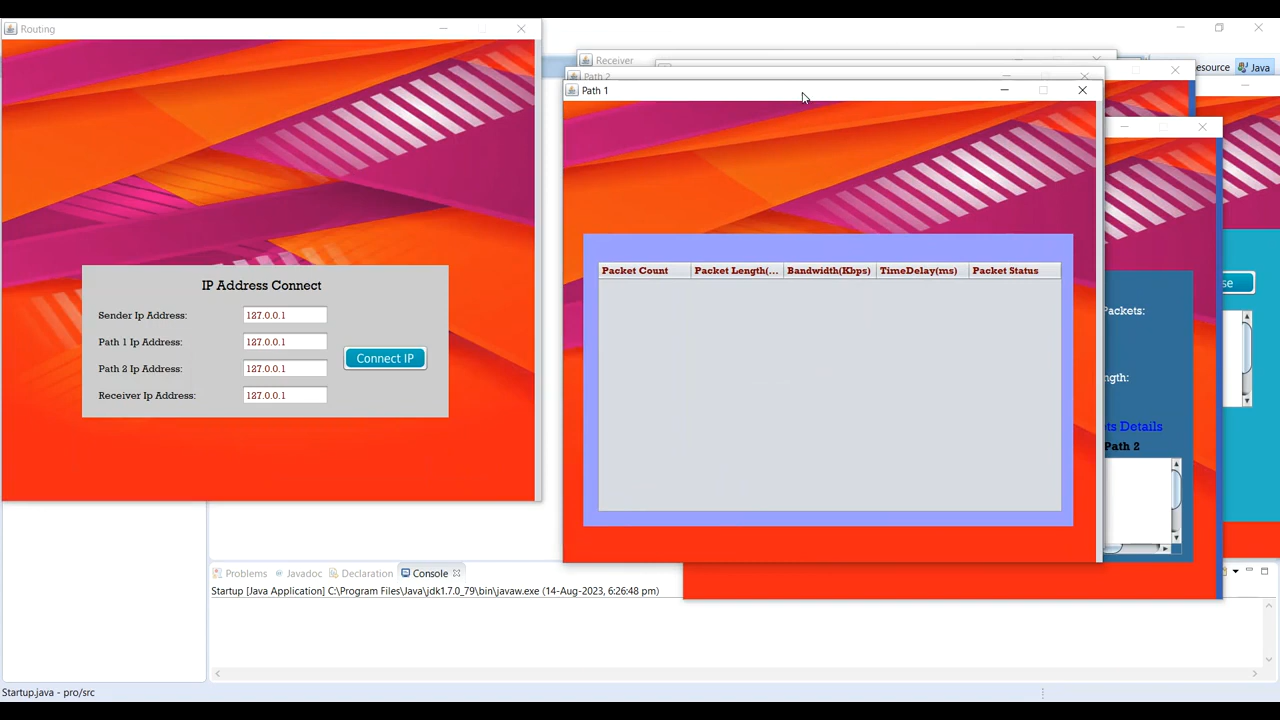 Routing
IP Address Connect
Sender Ip Address: 127.0.0.1
Path 1 Ip Address: 127.0.0.1
Path 2 Ip Address: 127.0.0.1
Receiver Ip Address: 127.0.0.1
Connect IP
Receiver
Path 2
Path 1
Packet Count Packet Length(... Bandwidth(Kbps) TimeDelay(ms) Packet Status
esource Java
se
Packets:
ngth:
ts Details
Path 2
Problems Javadoc Declaration Console
Startup [Java Application] C:\Program Files\Java\jdk1.7.0_79\bin\javaw.exe (14-Aug-2023, 6:26:48 pm)
Startup.java - pro/src